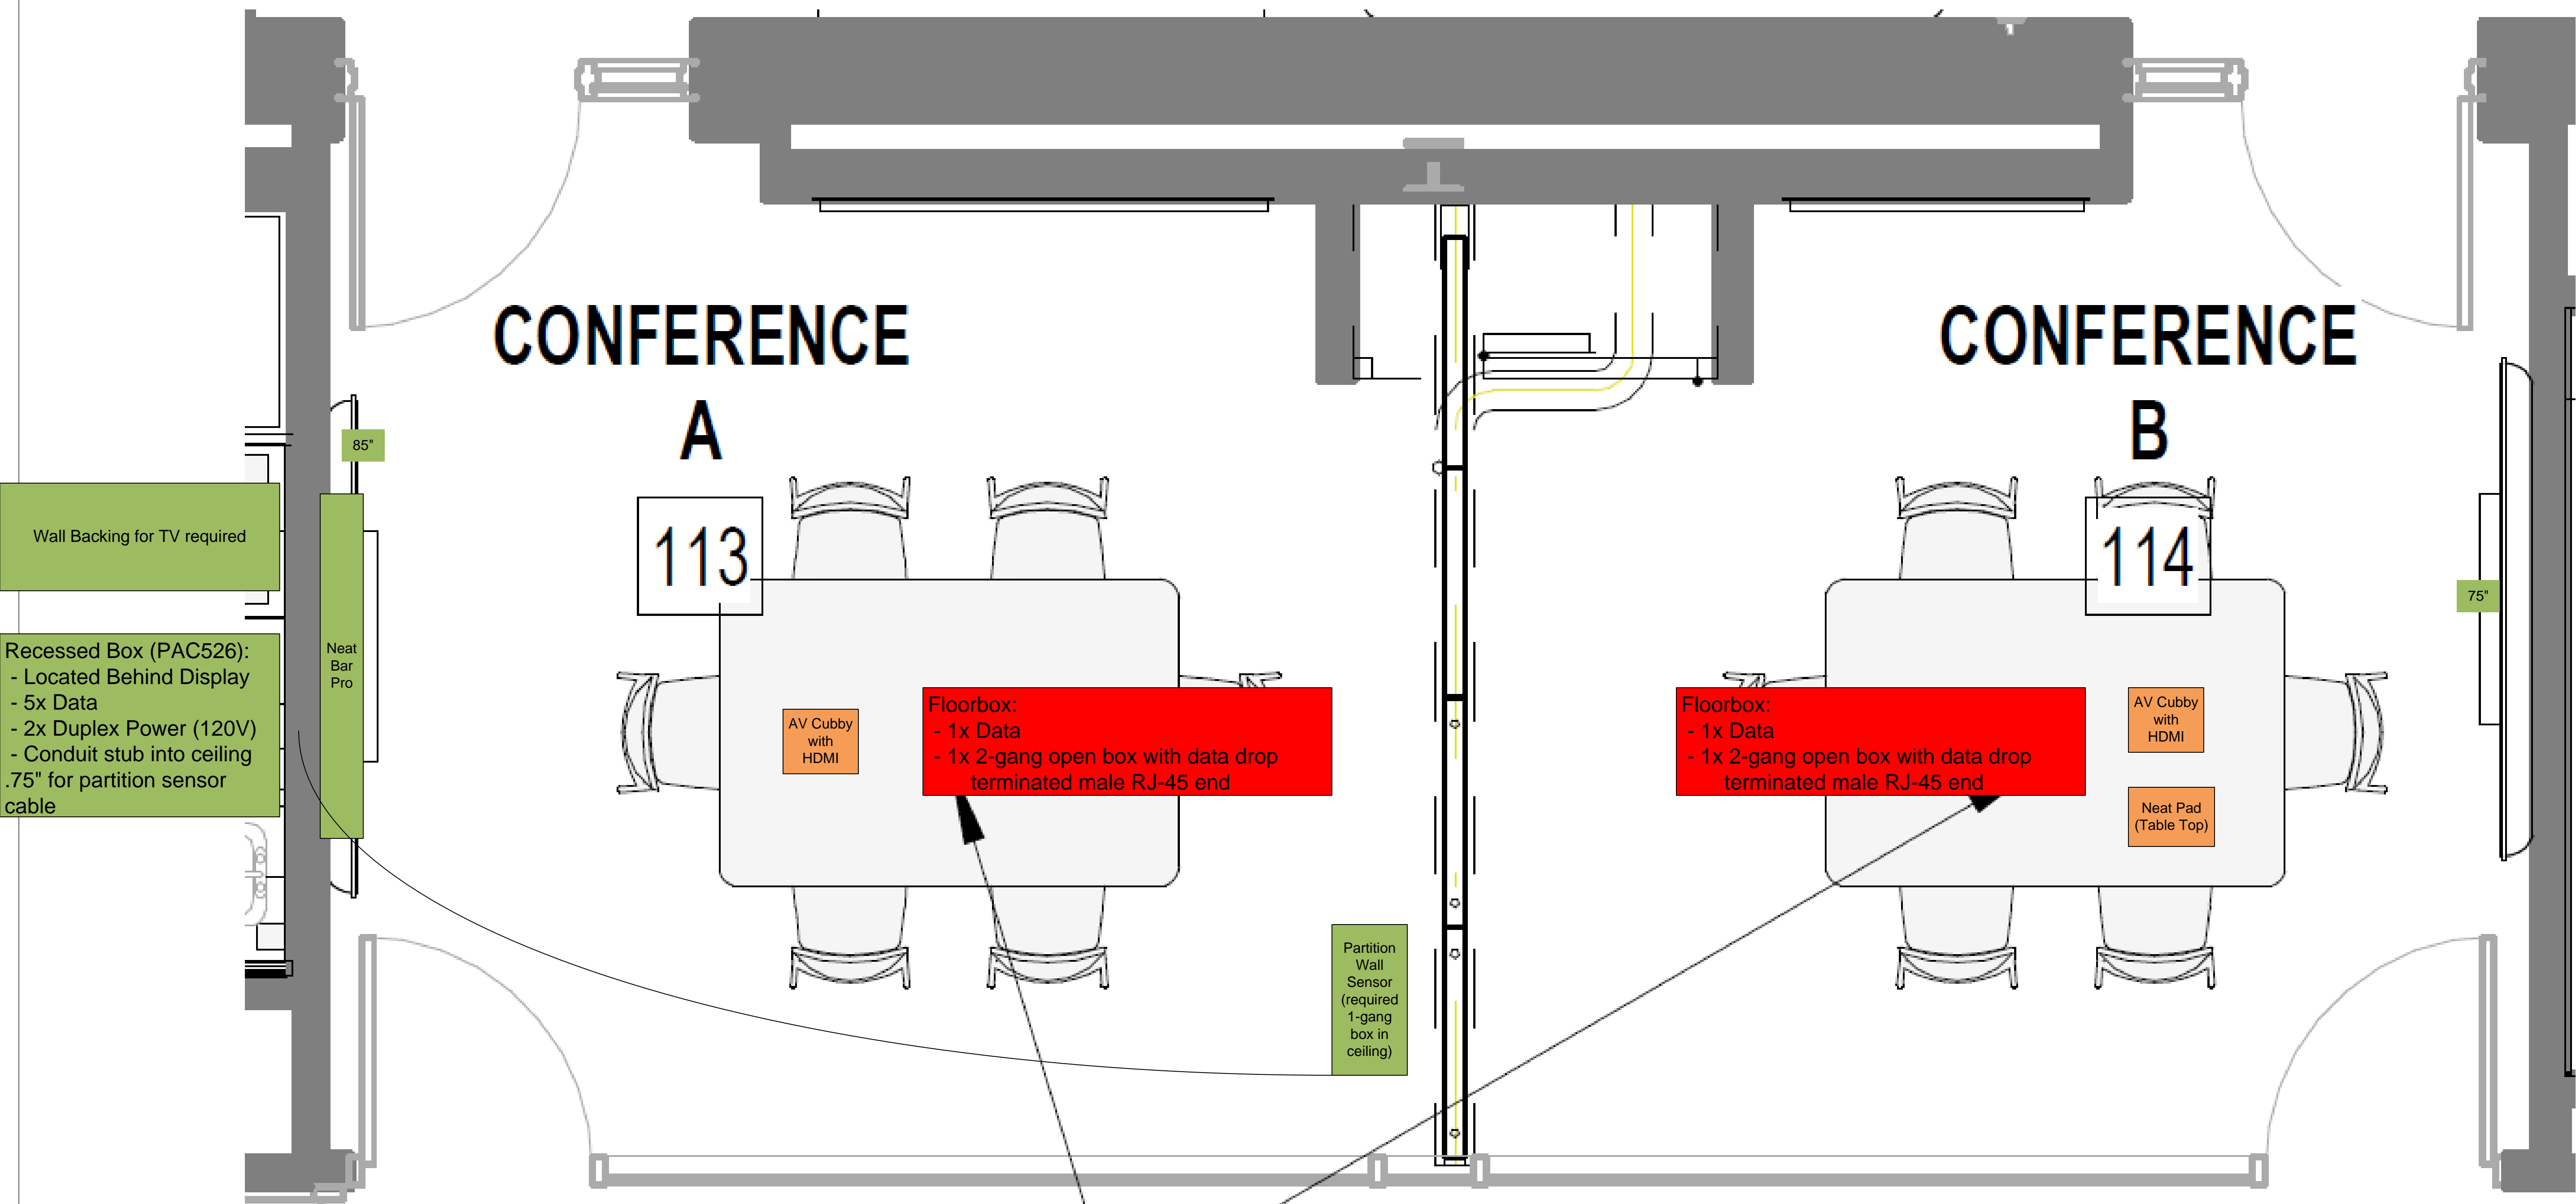 CONFERENCE
A
CONFERENCE
B
85"
Wall Backing for TV required
113
114
75"
Recessed Box (PAC526):
- Located Behind Display
- 5x Data
- 2x Duplex Power (120V)
- Conduit stub into ceiling
.75" for partition sensor
cable
Neat
Bar
Pro
AV Cubby
with
HDMI
Floorbox:
- 1x Data
- 1x 2-gang open box with data drop
terminated male RJ-45 end
Floorbox:
- 1x Data
- 1x 2-gang open box with data drop
terminated male RJ-45 end
AV Cubby
with
HDMI
Neat Pad
(Table Top)
Partition
Wall
Sensor
(required
1-gang
box in
ceiling)